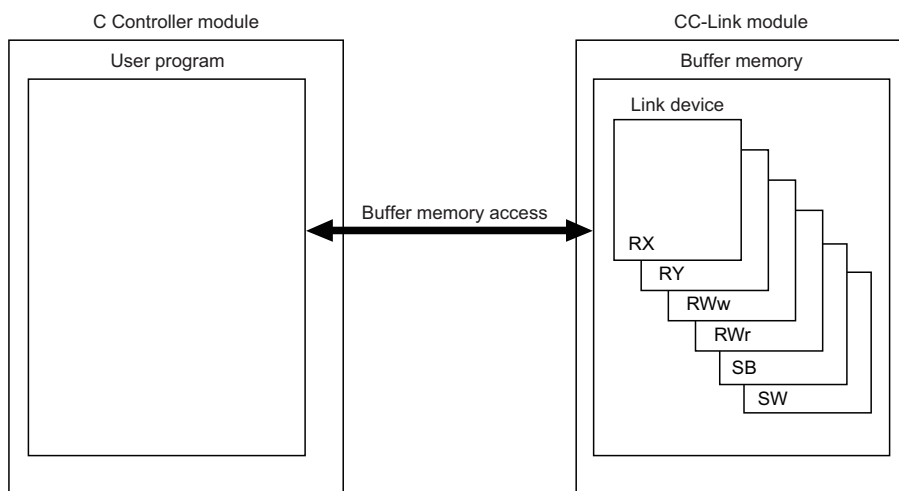 C Controller module
User program
Buffer memory access
CC-Link module
Buffer memory
Link device
RX
RY
RWw
RWr
SB
SW